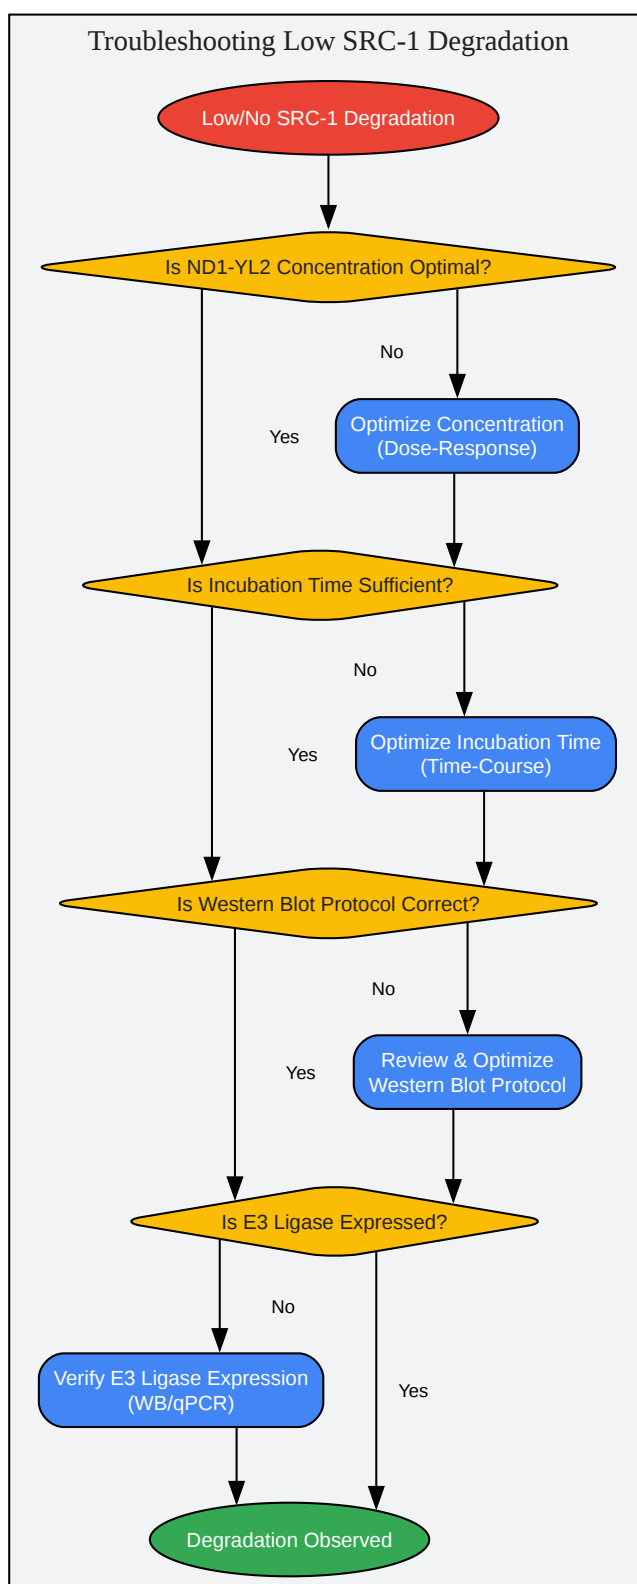 Troubleshooting Low SRC-1 Degradation
Low/No SRC-1 Degradation
Is ND1-YL2 Concentration Optimal?
No
Optimize Concentration
(Dose-Response)
Yes
Is Incubation Time Sufficient?
No
Optimize Incubation Time
(Time-Course)
Yes
Is Western Blot Protocol Correct?
No
Review & Optimize
Western Blot Protocol
Yes
Is E3 Ligase Expressed?
No
Verify E3 Ligase Expression
(WB/qPCR)
Yes
Degradation Observed